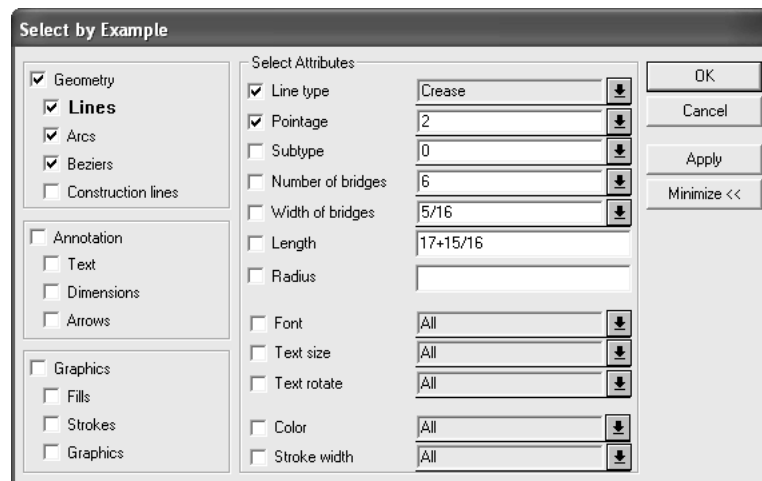 Select by Example
Geometry
Lines
Arcs
Beziers
Construction lines
Annotation
Text
Dimensions
Arrows
Graphics
Fills
Strokes
Graphics
Select Attributes
Line type Crease
Pointage 2
Subtype 0
Number of bridges 6
Width of bridges 5/16
Length 17+15/16
Radius
Font All
Text size All
Text rotate All
Color All
Stroke width All
OK
Cancel
Apply
Minimize <<